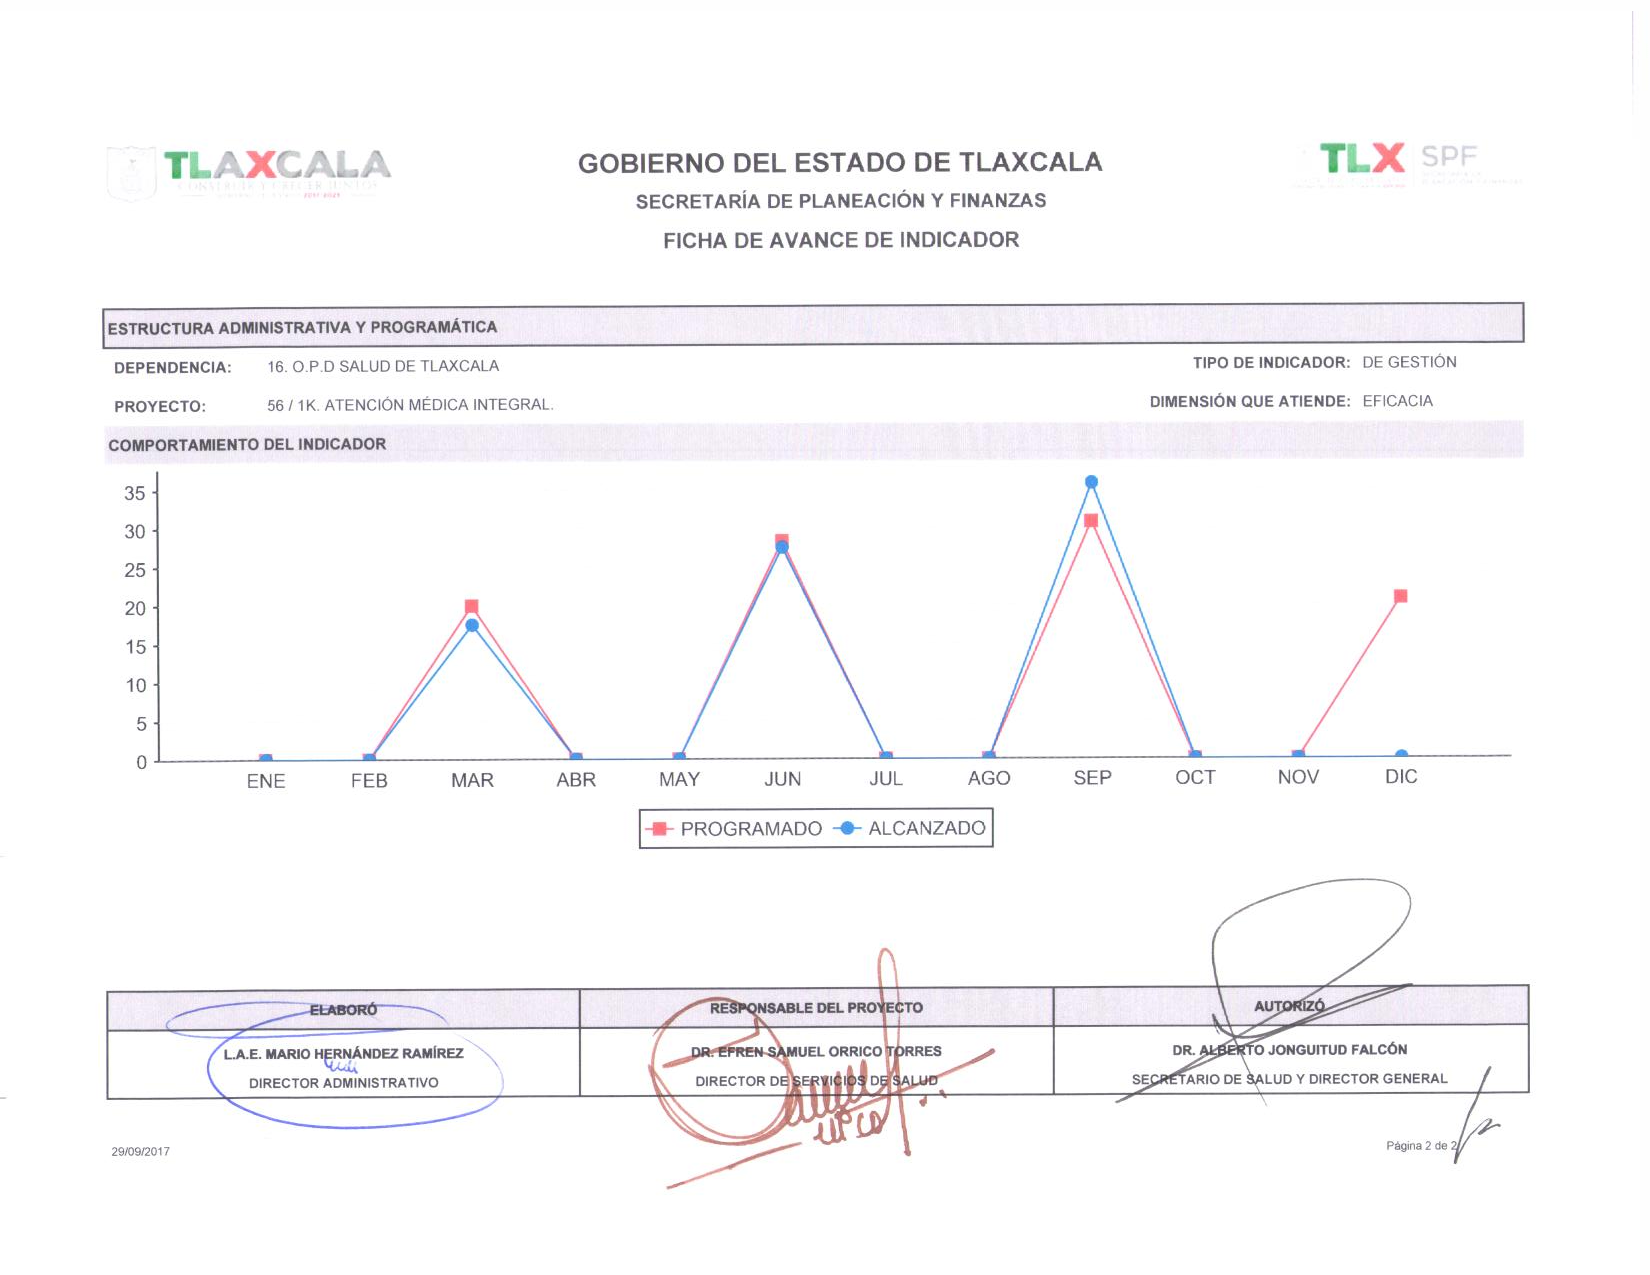 TLAXCALA
CONSTRUIR Y CRECER JUNTOS
GOBIERNO DEL ESTADO DE TLAXCALA
SECRETARÍA DE PLANEACIÓN Y FINANZAS
FICHA DE AVANCE DE INDICADOR
TLX SPF
ESTRUCTURA ADMINISTRATIVA Y PROGRAMÁTICA
DEPENDENCIA: 16. O.P.D SALUD DE TLAXCALA TIPO DE INDICADOR: DE GESTIÓN
PROYECTO: 56 / 1K. ATENCIÓN MÉDICA INTEGRAL. DIMENSIÓN QUE ATIENDE: EFICACIA
COMPORTAMIENTO DEL INDICADOR
35
30
25
20
15
10
5
0
ENE FEB MAR ABR MAY JUN JUL AGO SEP OCT NOV DIC
PROGRAMADO ALCANZADO
ELABORÓ RESPONSABLE DEL PROYECTO AUTORIZÓ
L.A.E. MARIO HERNÁNDEZ RAMÍREZ DR. EFREN SAMUEL ORRICO TORRES DR. ALBERTO JONGUITUD FALCÓN
DIRECTOR ADMINISTRATIVO DIRECTOR DE SERVICIOS DE SALUD SECRETARIO DE SALUD Y DIRECTOR GENERAL
29/09/2017 Página 2 de 2